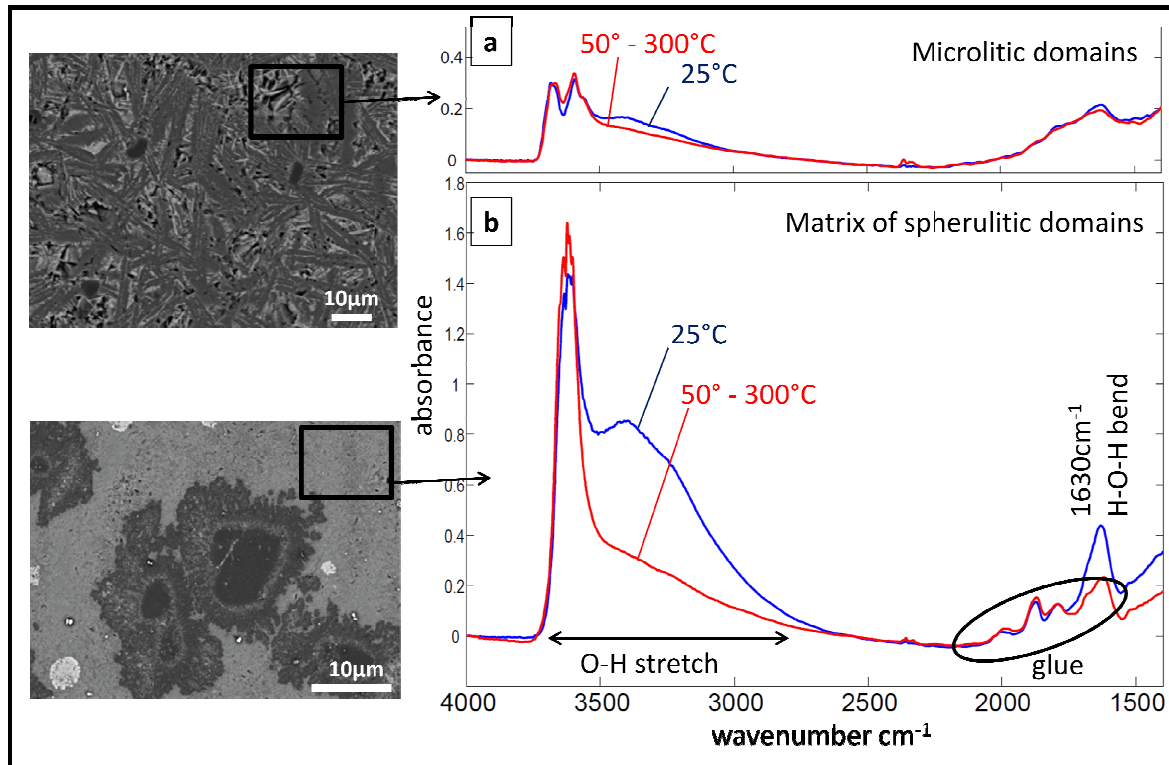 a
50° - 300°C
25°C
Microlitic domains
0.4
0.2
0
10µm
b
Matrix of spherulitic domains
1.8
1.6
1.4
1.2
1
0.8
0.6
0.4
0.2
0
absorbance
25°C
50° - 300°C
1630cm-1
H-O-H bend
O-H stretch
glue
10µm
4000 3500 3000 2500 2000 1500
wavenumber cm-1